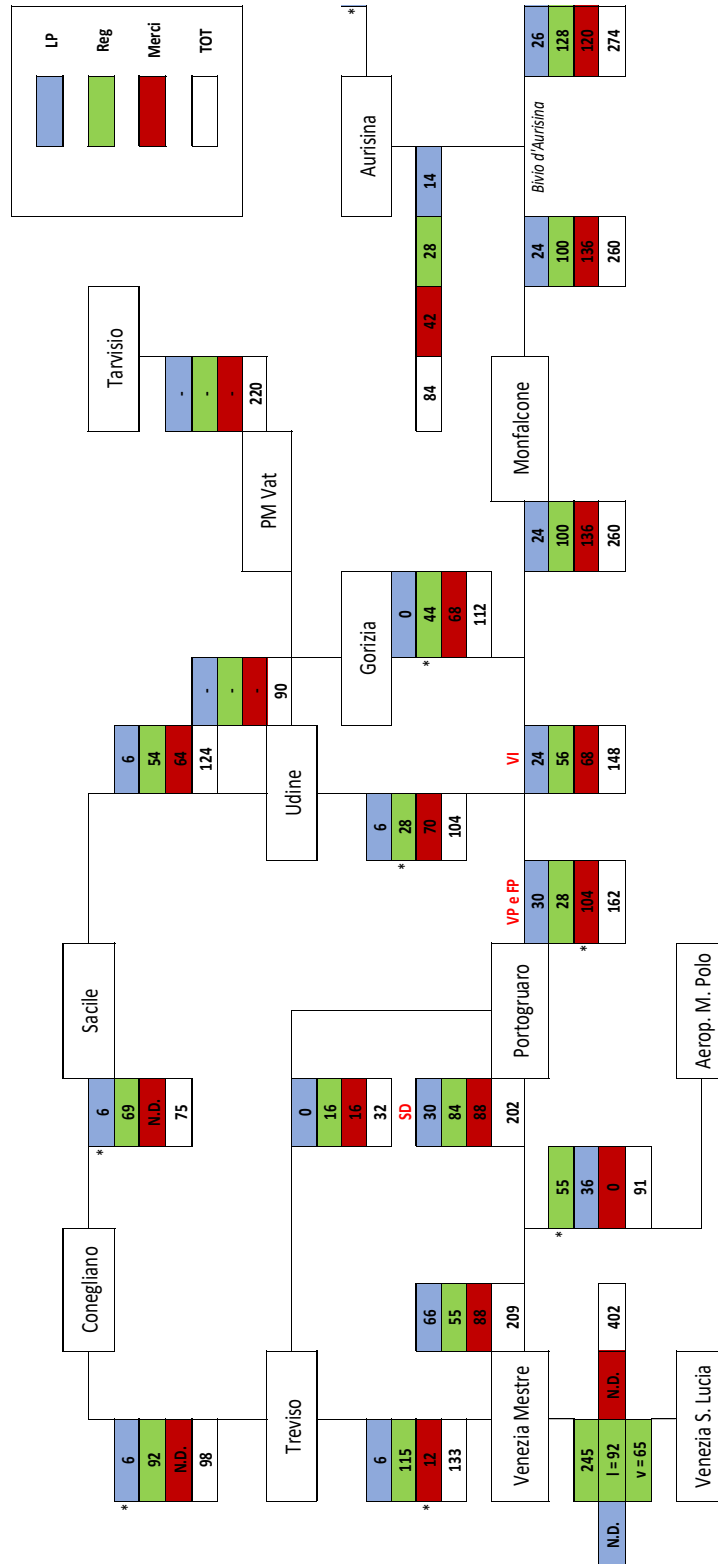 LP
Reg
Merci
TOT
Conegliano
Sacile
Tarvisio
*
6
92
N.D.
98
*
6
69
N.D.
75
6
54
64
124
-
-
-
90
-
-
-
220
PM Vat
Treviso
0
16
16
32
Udine
Gorizia
Aurisina
*
6
115
*
12
133
66
55
88
209
SD
30
84
88
202
6
*
28
70
104
0
*
44
68
112
84
42
28
14
Venezia Mestre
Portogruaro
Monfalcone
VP e FP
30
28
*
104
162
VI
24
56
68
148
24
100
136
260
24
100
136
260
Bivio d'Aurisina
26
128
120
274
*
55
36
0
91
245
N.D.
l = 92
N.D.
402
v = 65
Venezia S. Lucia
Aerop. M. Polo